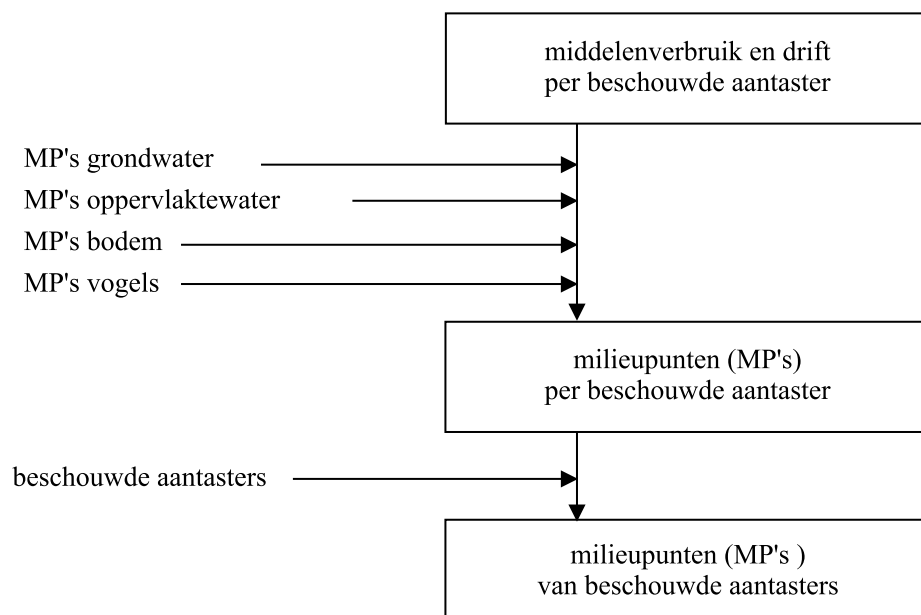 middelenverbruik en drift
per beschouwde aantaster
MP's grondwater
MP's oppervlaktewater
MP's bodem
MP's vogels
milieupunten (MP's)
per beschouwde aantaster
beschouwde aantasters
milieupunten (MP's )
van beschouwde aantasters